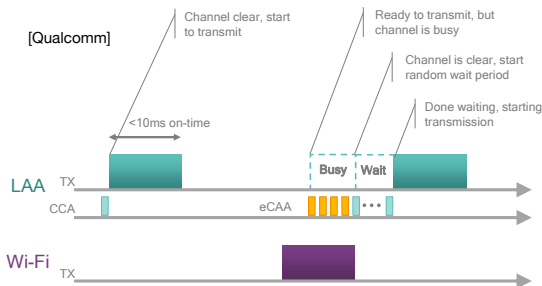 Channel clear, start
to transmit
Ready to transmit, but
channel is busy
[Qualcomm]
Channel is clear, start
random wait period
Done waiting, starting
transmission
<10ms on-time
Busy
Wait
LAA
TX
CCA
eCAA
Wi-Fi
TX